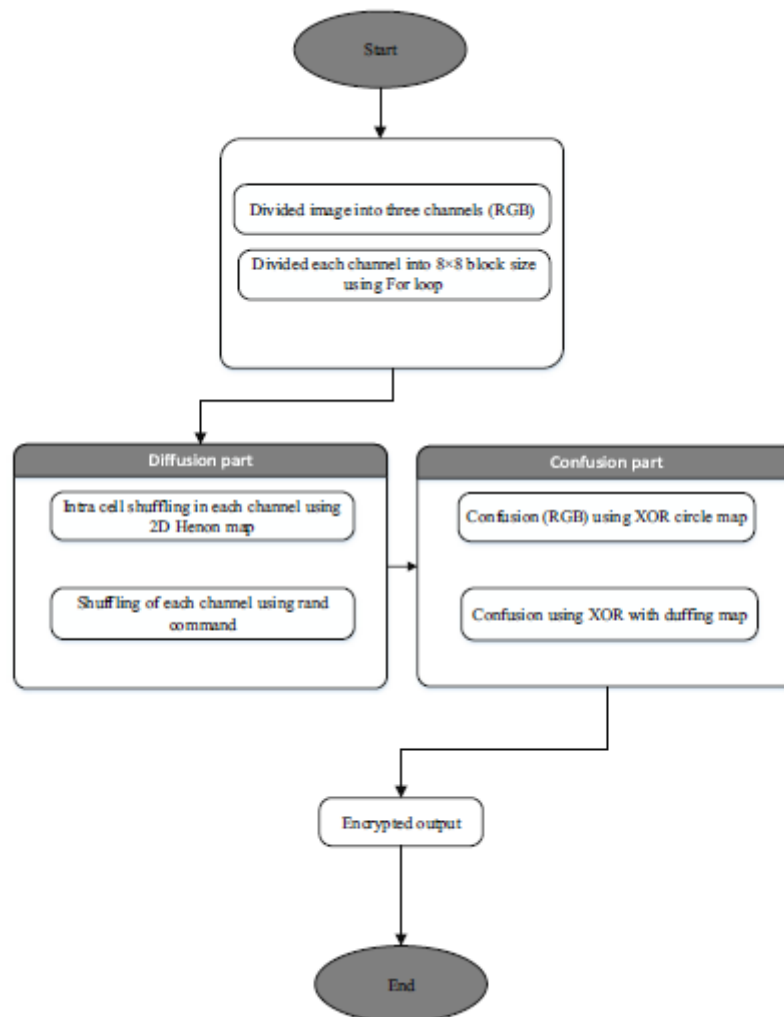 Start
Divided image into three channels (RGB)
Divided each channel into 8×8 block size
using For loop
Diffusion part
Intra cell shuffling in each channel using
2D Henon map
Shuffling of each channel using rand
command
Confusion part
Confusion (RGB) using XOR circle map
Confusion using XOR with duffing map
Encrypted output
End